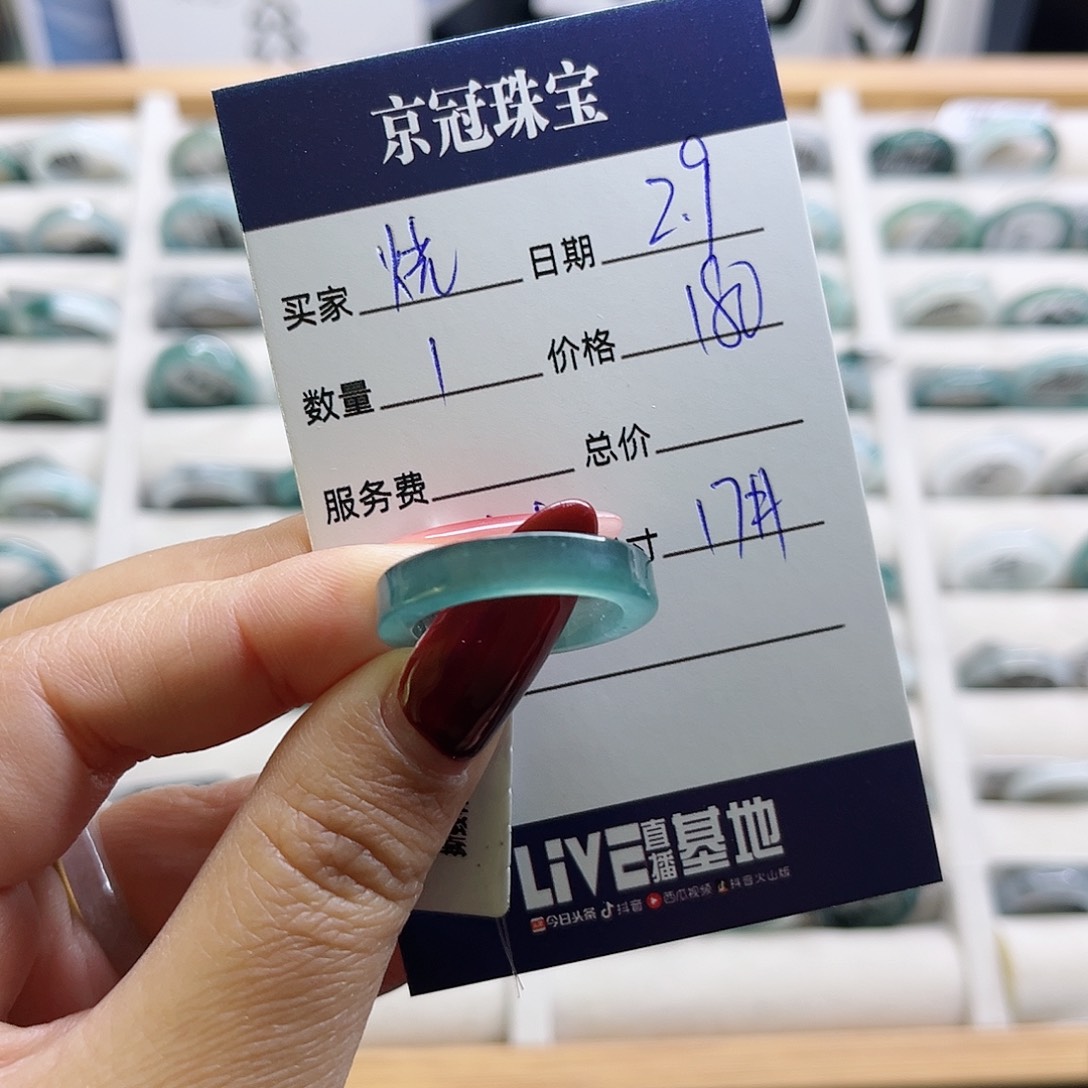 京冠珠宝
买家 烧 日期 2.9
数量 1 价格 180
服务费 总价
寸 17#
LiVE直播基地
今日头条 抖音 西瓜视频 抖音火山版